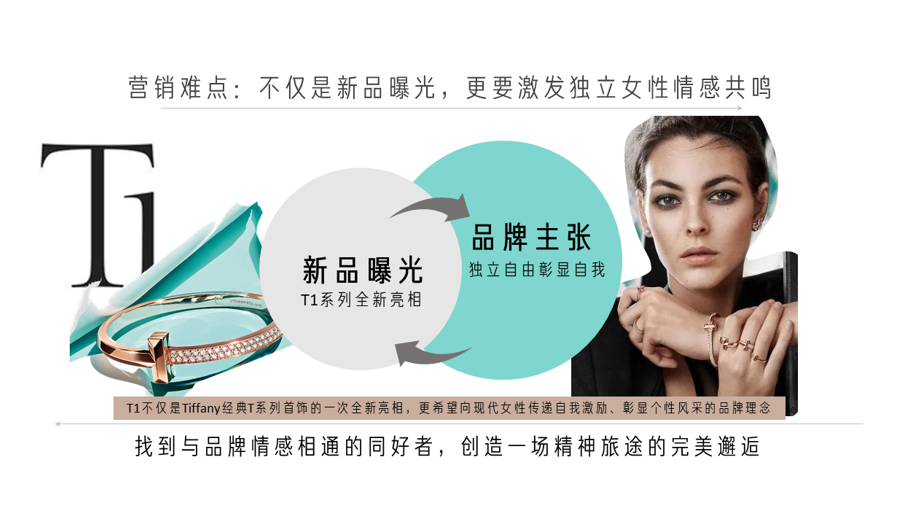 营销难点：不仅是新品曝光，更要激发独立女性情感共鸣
T1
新品曝光
T1系列全新亮相
品牌主张
独立自由彰显自我
T1不仅是Tiffany经典T系列首饰的一次全新亮相，更希望向现代女性传递自我激励、彰显个性风采的品牌理念
找到与品牌情感相通的同好者，创造一场精神旅途的完美邂逅